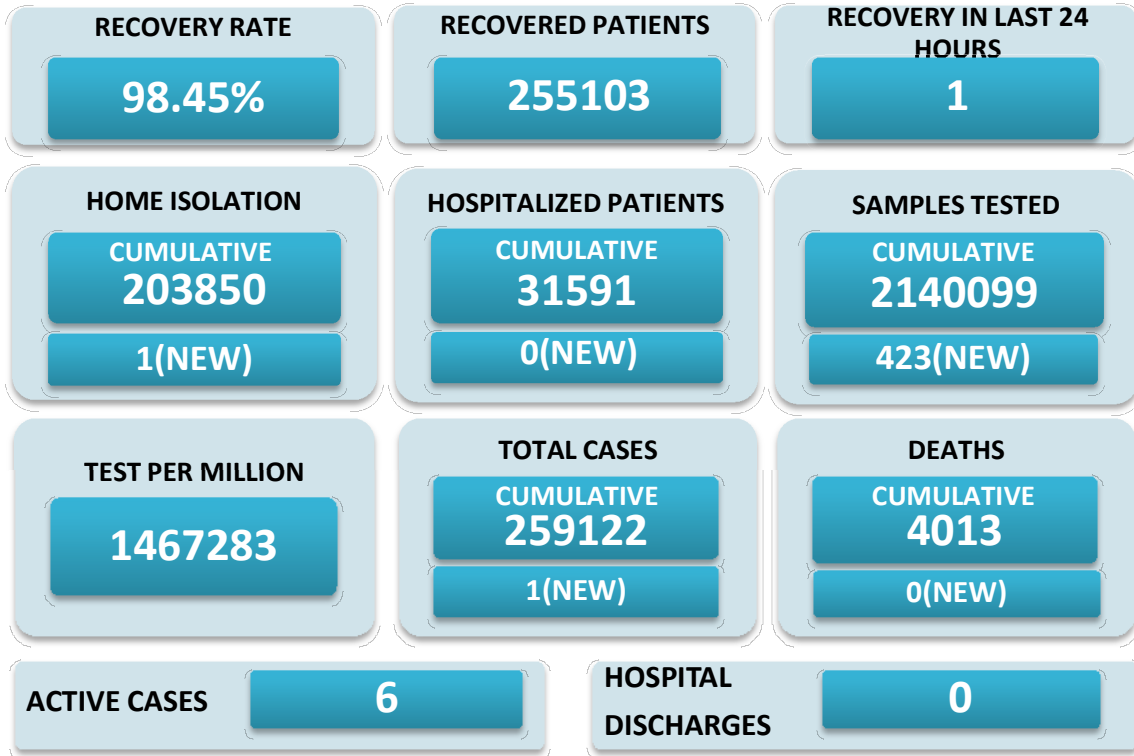 RECOVERY RATE
98.45%
RECOVERED PATIENTS
255103
RECOVERY IN LAST 24
HOURS
1
HOME ISOLATION
CUMULATIVE
203850
1(NEW)
HOSPITALIZED PATIENTS
CUMULATIVE
31591
0(NEW)
SAMPLES TESTED
CUMULATIVE
2140099
423(NEW)
TEST PER MILLION
1467283
TOTAL CASES
CUMULATIVE
259122
1(NEW)
DEATHS
CUMULATIVE
4013
0(NEW)
ACTIVE CASES
6
HOSPITAL
DISCHARGES
0